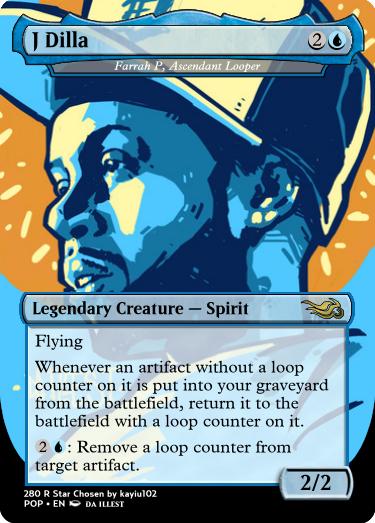 J Dilla 2
Farrah P, Ascendant Looper
Legendary Creature — Spirit
Flying
Whenever an artifact without a loop
counter on it is put into your graveyard
from the battlefield, return it to the
battlefield with a loop counter on it.
2 : Remove a loop counter from
target artifact.
2/2
280 R Star Chosen by kayiu102
POP • EN DA ILLEST